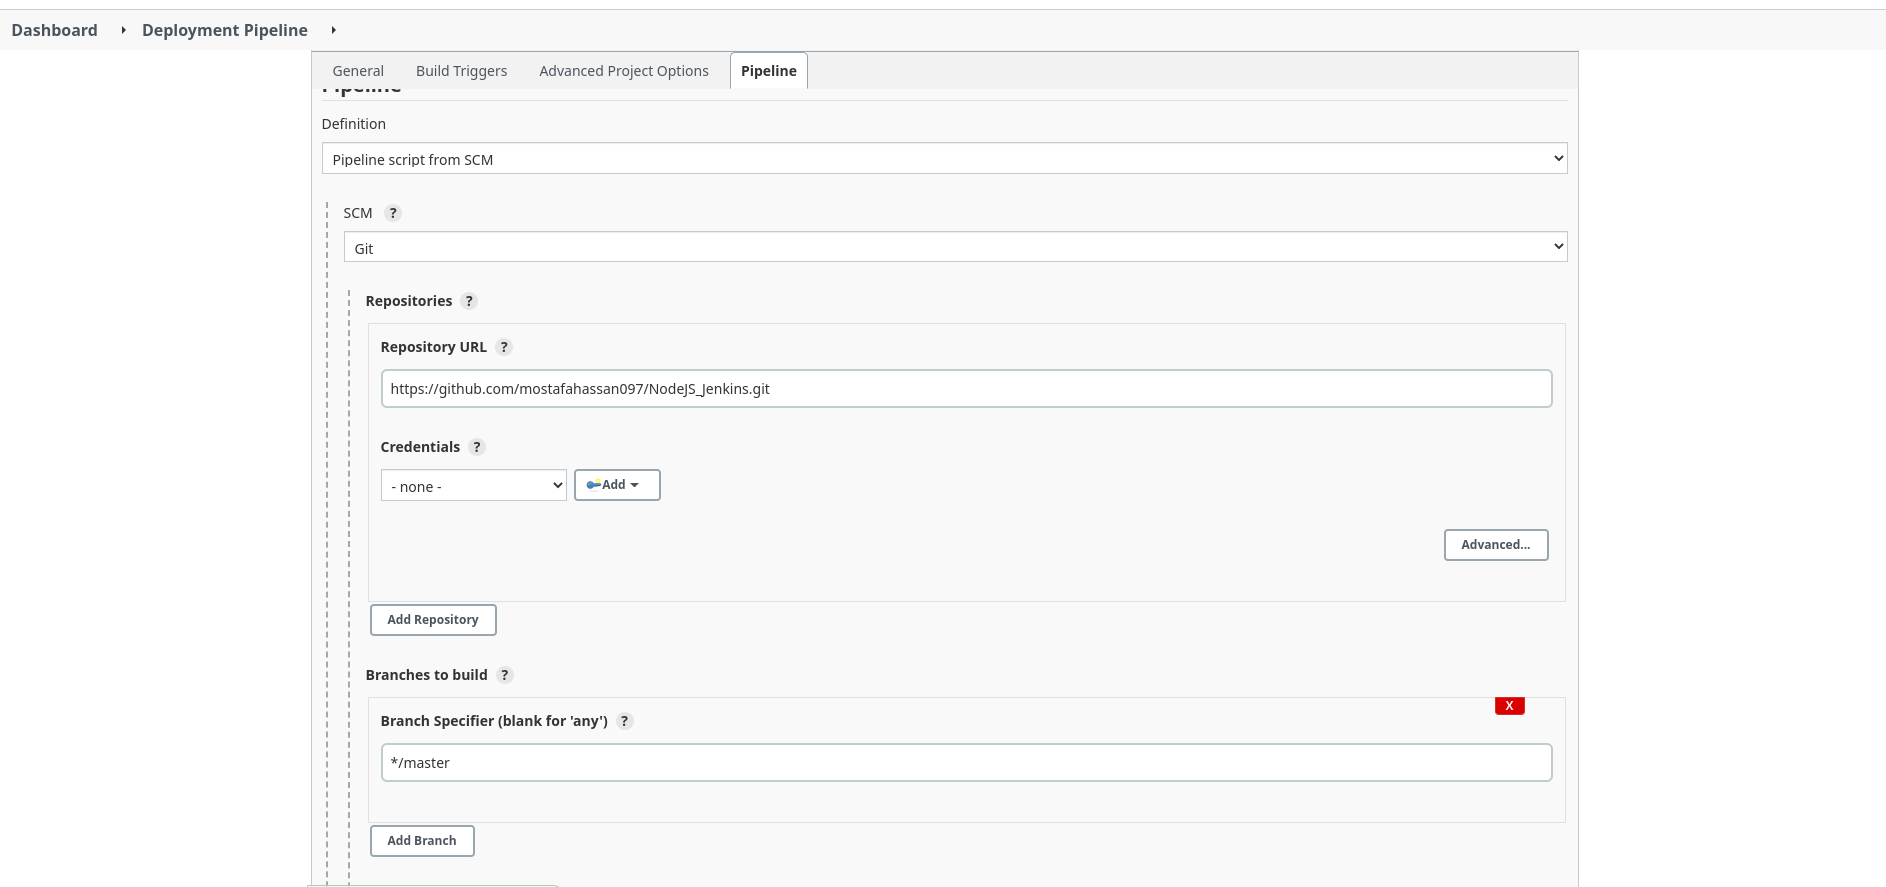 Dashboard Deployment Pipeline
General Build Triggers Advanced Project Options Pipeline
Pipeline
Definition
Pipeline script from SCM
SCM ?
Git
Repositories ?
Repository URL ?
https://github.com/mostafahassan097/NodeJS_Jenkins.git
Credentials ?
- none - Add
Advanced...
Add Repository
Branches to build ?
X
Branch Specifier (blank for 'any') ?
*/master
Add Branch